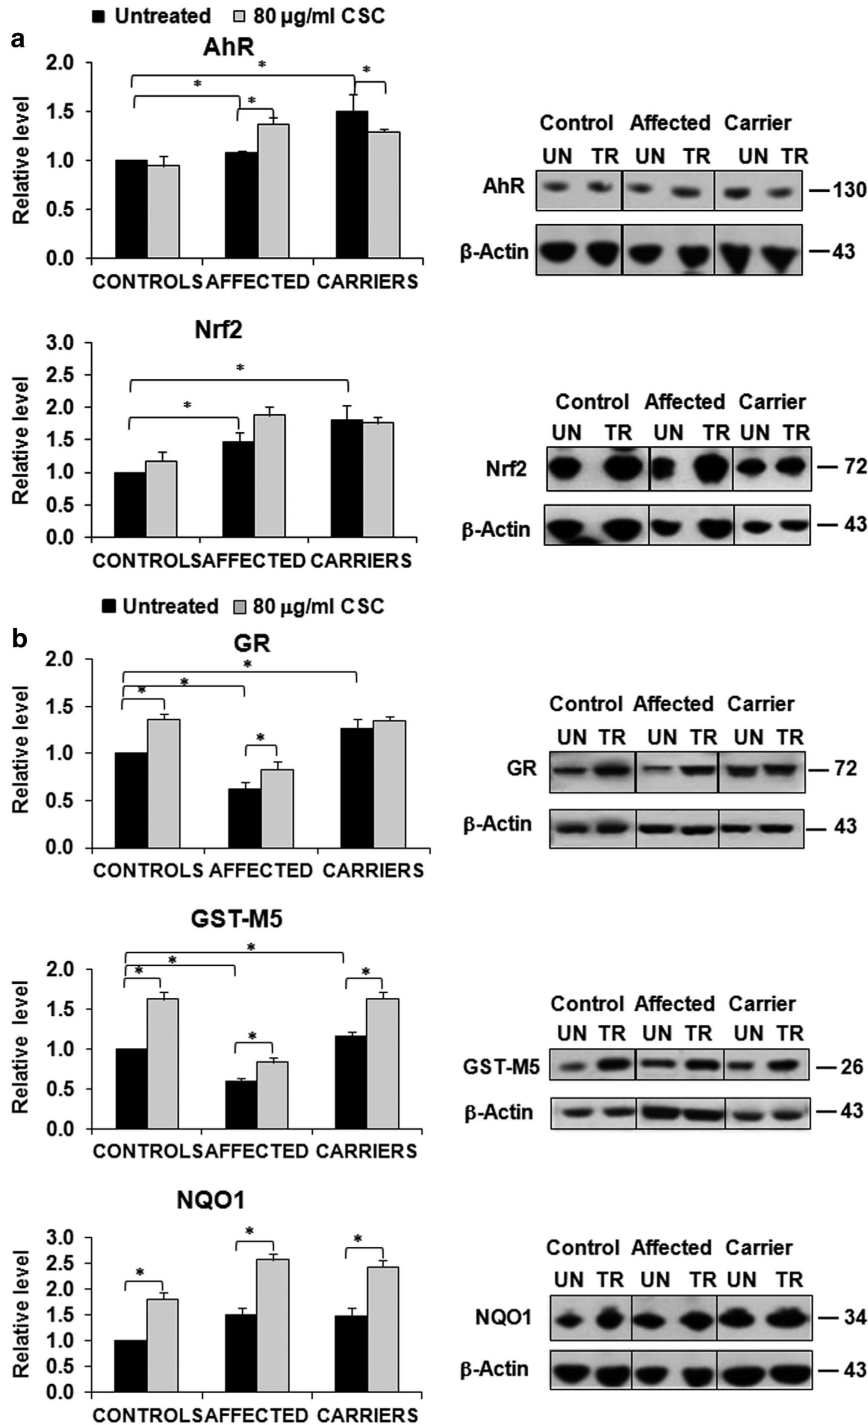 Untreated 80 µg/ml CSC
a
AhR
* * * *
Relative level
2.0
1.5
1.0
0.5
0.0
CONTROLS AFFECTED CARRIERS
Control Affected Carrier
UN TR UN TR UN TR
AhR 130
β-Actin 43
Nrf2
* *
Relative level
3.0
2.5
2.0
1.5
1.0
0.5
0.0
CONTROLS AFFECTED CARRIERS
Control Affected Carrier
UN TR UN TR UN TR
Nrf2 72
β-Actin 43
Untreated 80 µg/ml CSC
b
GR
* * * *
Relative level
2.0
1.5
1.0
0.5
0.0
CONTROLS AFFECTED CARRIERS
Control Affected Carrier
UN TR UN TR UN TR
GR 72
β-Actin 43
GST-M5
* * * * *
Relative level
2.0
1.5
1.0
0.5
0.0
CONTROLS AFFECTED CARRIERS
Control Affected Carrier
UN TR UN TR UN TR
GST-M5 26
β-Actin 43
NQO1
* * *
Relative level
3.0
2.5
2.0
1.5
1.0
0.5
0.0
CONTROLS AFFECTED CARRIERS
Control Affected Carrier
UN TR UN TR UN TR
NQO1 34
β-Actin 43